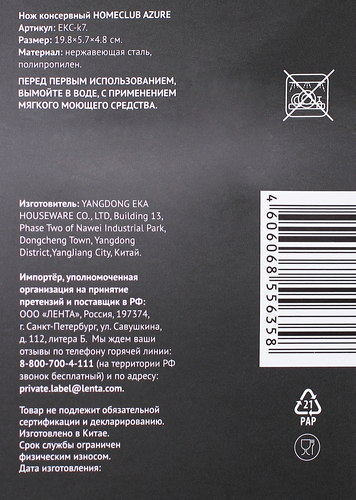 Нож консервный HOMECLUB AZURE
Артикул: EKC-k7.
Размер: 19.8×5.7×4.8 см.
Материал: нержавеющая сталь,
полипропилен.
ПЕРЕД ПЕРВЫМ ИСПОЛЬЗОВАНИЕМ,
ВЫМОЙТЕ В ВОДЕ, С ПРИМЕНЕНИЕМ
МЯГКОГО МОЮЩЕГО СРЕДСТВА.
Изготовитель: YANGDONG EKA
HOUSEWARE CO., LTD, Building 13,
Phase Two of Nawei Industrial Park,
Dongcheng Town, Yangdong
District,YangJiang City, Китай.
Импортёр, уполномоченная
организация на принятие
претензий и поставщик в РФ:
ООО «ЛЕНТА», Россия, 197374,
г. Санкт-Петербург, ул. Савушкина,
д. 112, литера Б. Мы ждем ваши
отзывы по телефону горячей линии:
8-800-700-4-111 (на территории РФ
звонок бесплатный) и по адресу:
private.label@lenta.com.
Товар не подлежит обязательной
сертификации и декларированию.
Изготовлено в Китае.
Срок службы ограничен
физическим износом.
Дата изготовления:
4 606068 556358
21
PAP